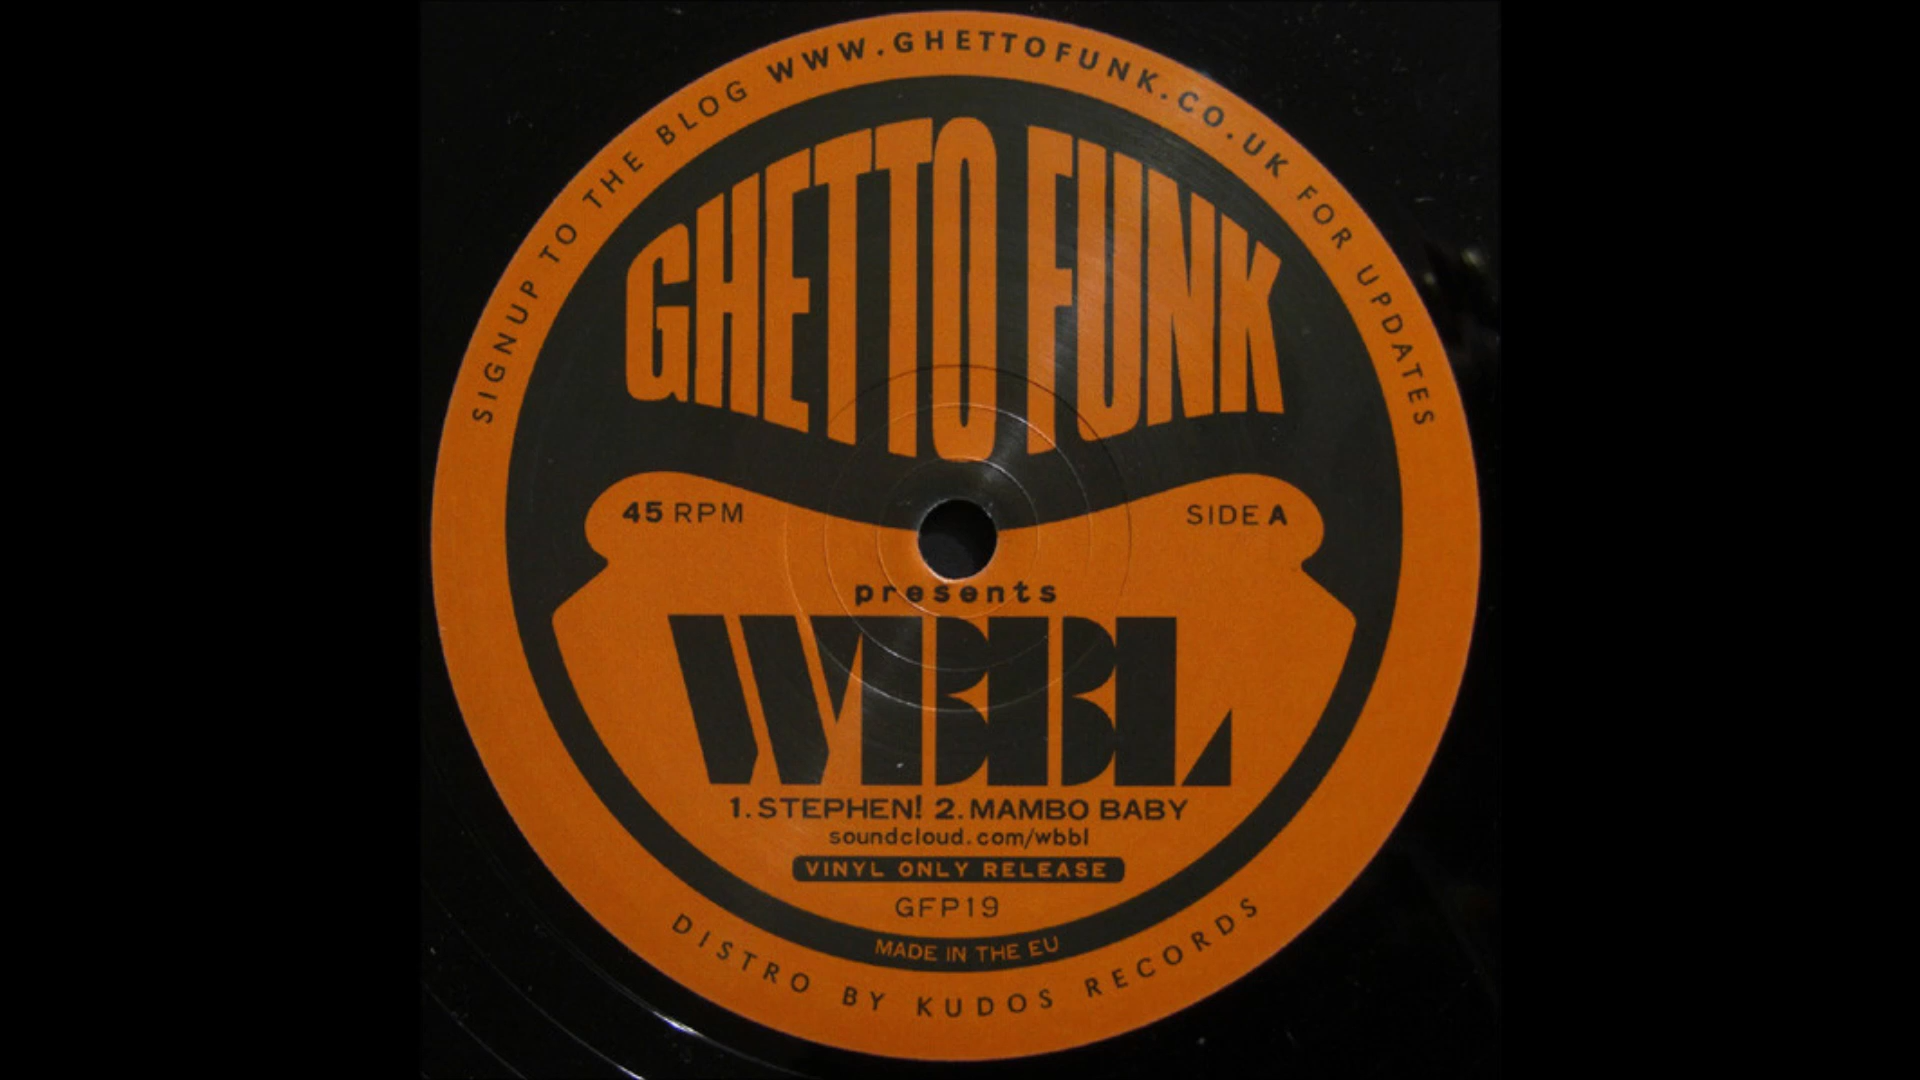 SIGNUP TO THE BLOG WWW.GHETTOFUNK.CO.UK FOR UPDATES
GHETTO FUNK
45 RPM
SIDE A
presents
WBBL
1. STEPHEN! 2. MAMBO BABY
soundcloud.com/wbbl
VINYL ONLY RELEASE
GFP19
MADE IN THE EU
DISTRO BY KUDOS RECORDS